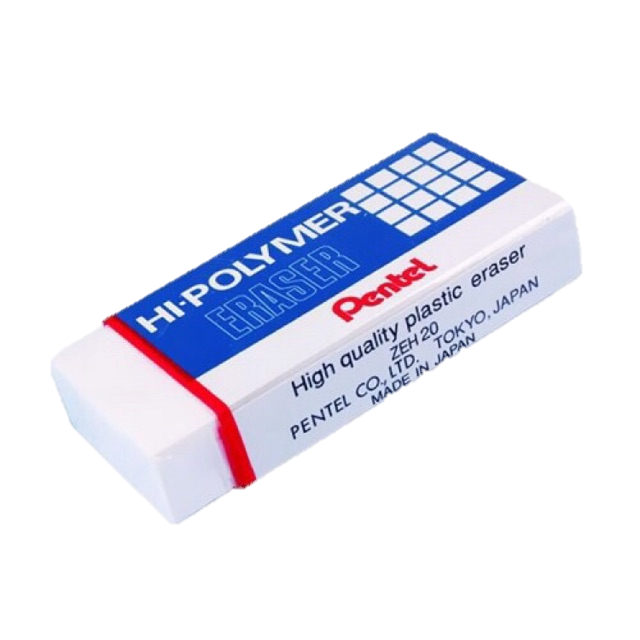 HI-POLYMER
ERASER
Pentel
High quality plastic eraser
ZEH20
PENTEL CO., LTD. TOKYO, JAPAN
MADE IN JAPAN